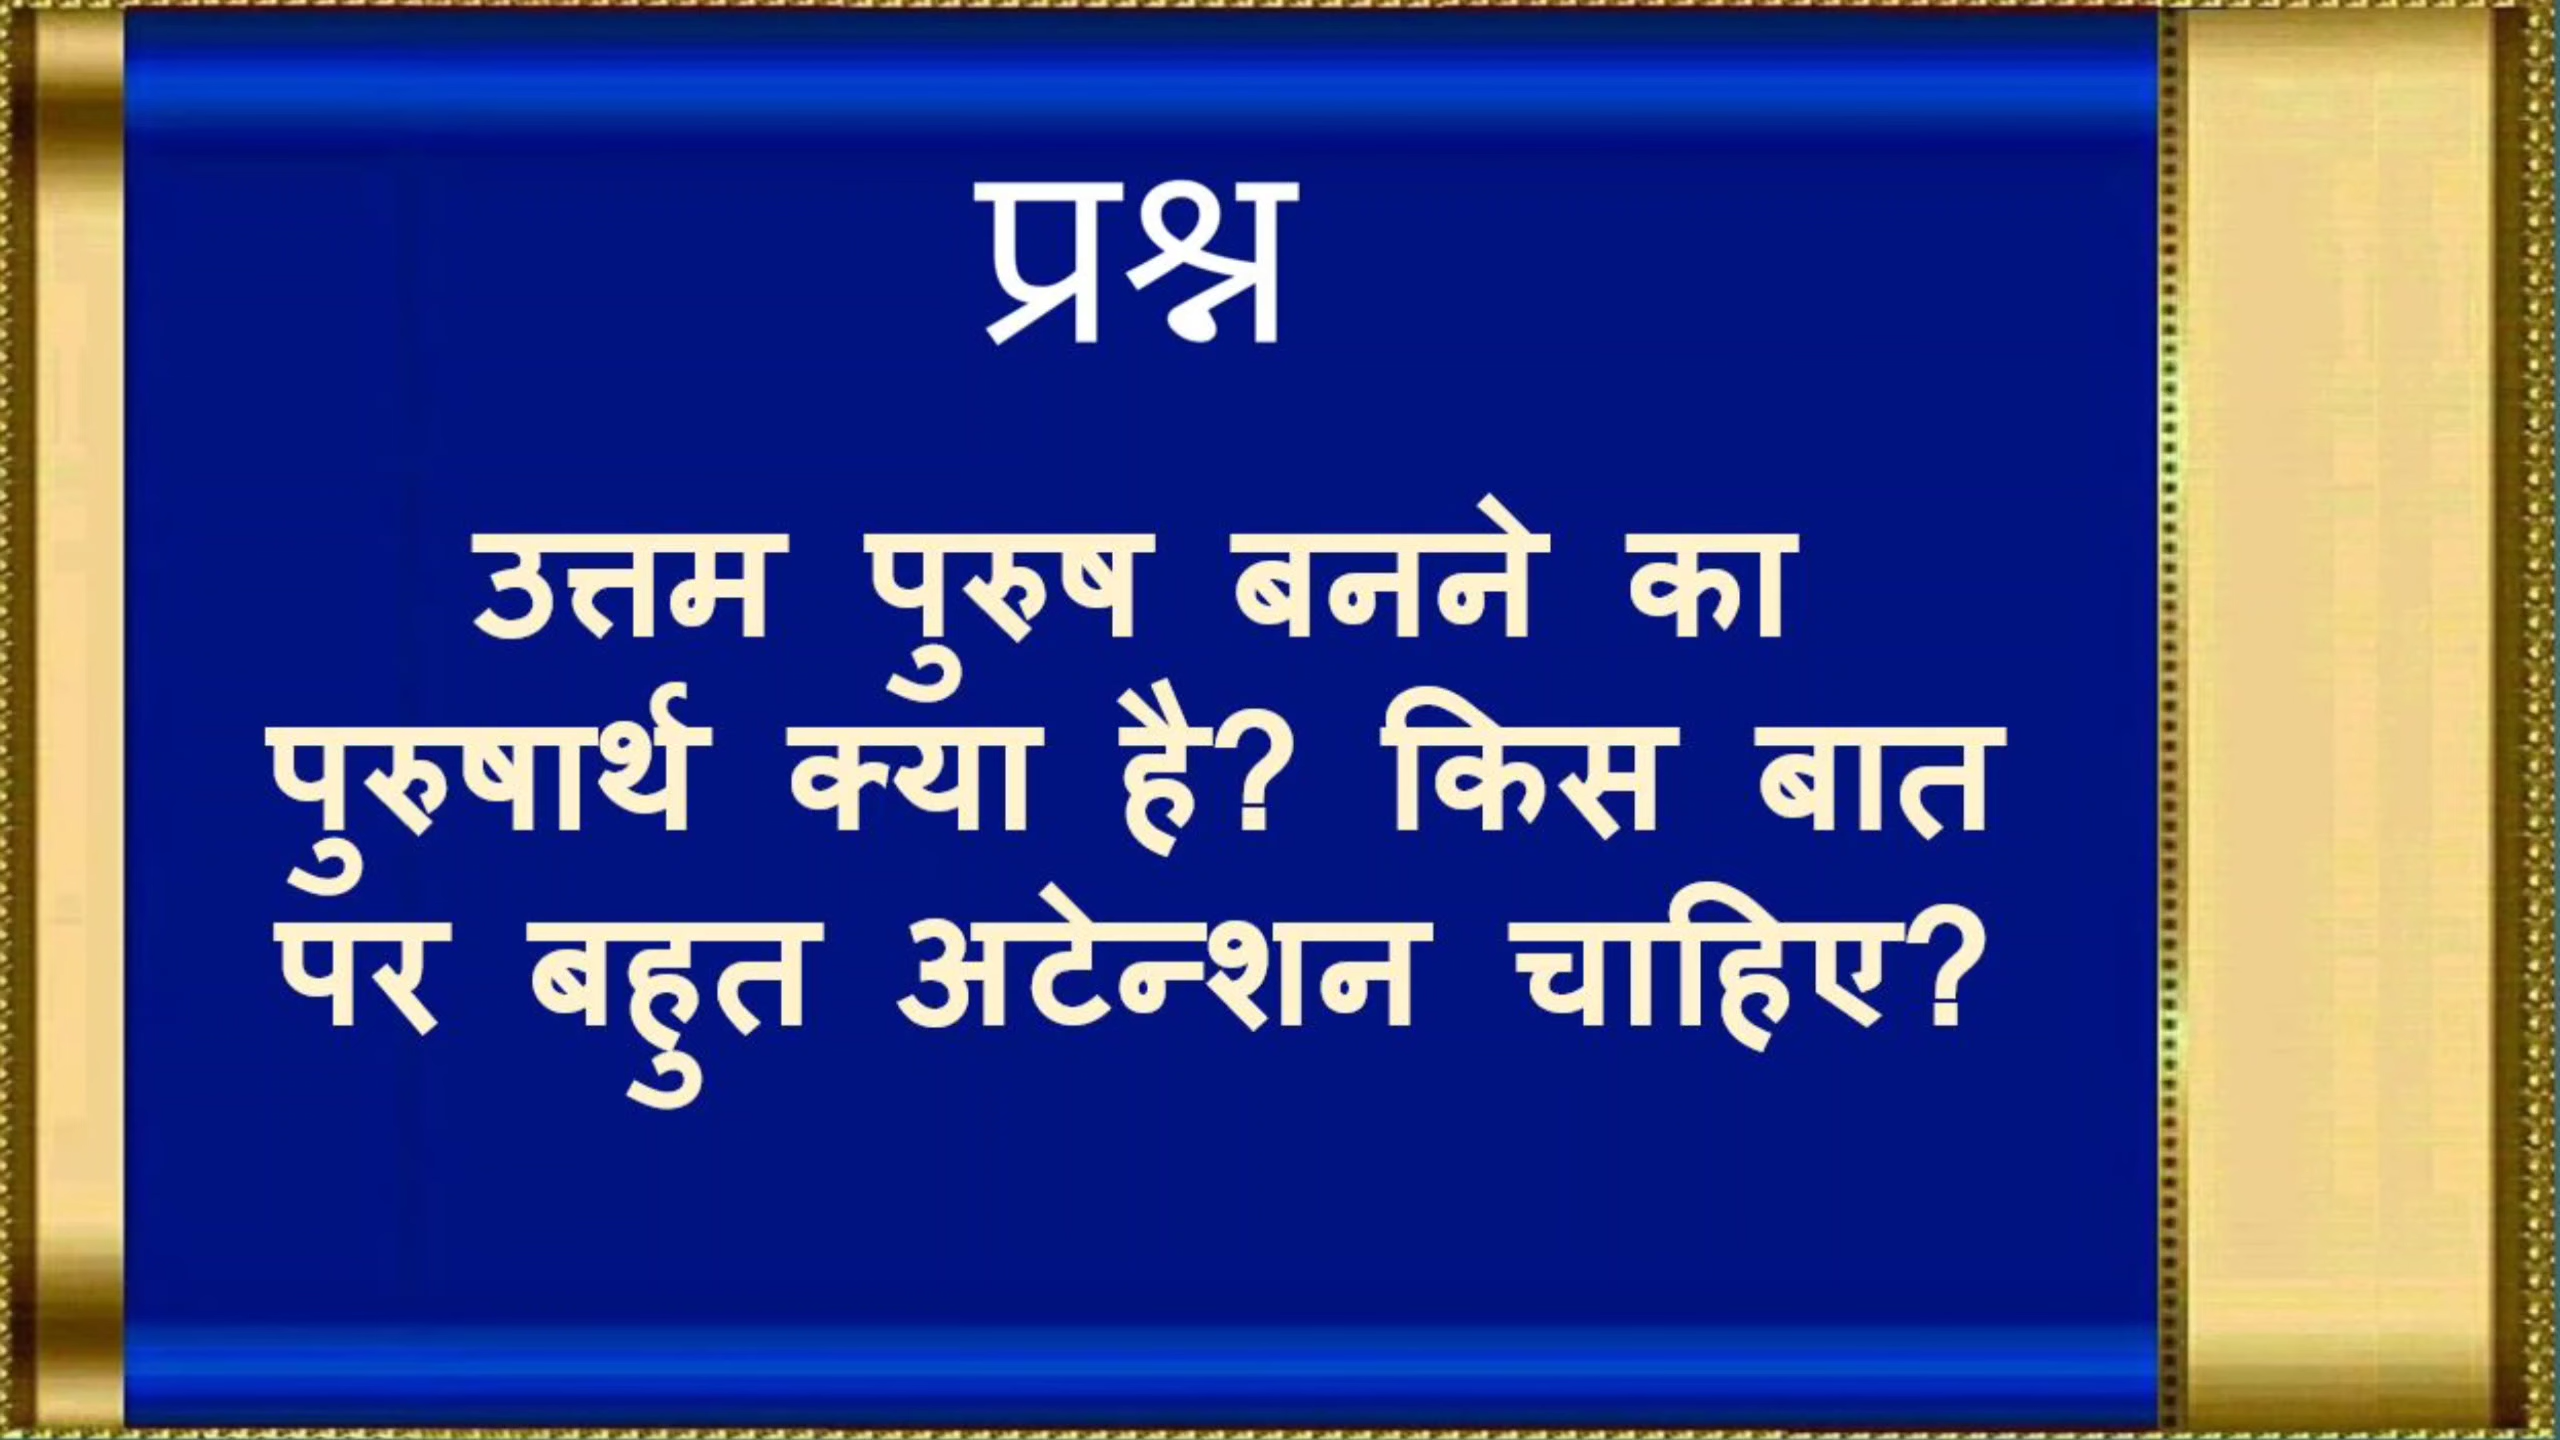 प्रश्न
उत्तम पुरुष बनने का
पुरुषार्थ क्या है? किस बात
पर बहुत अटेन्शन चाहिए?